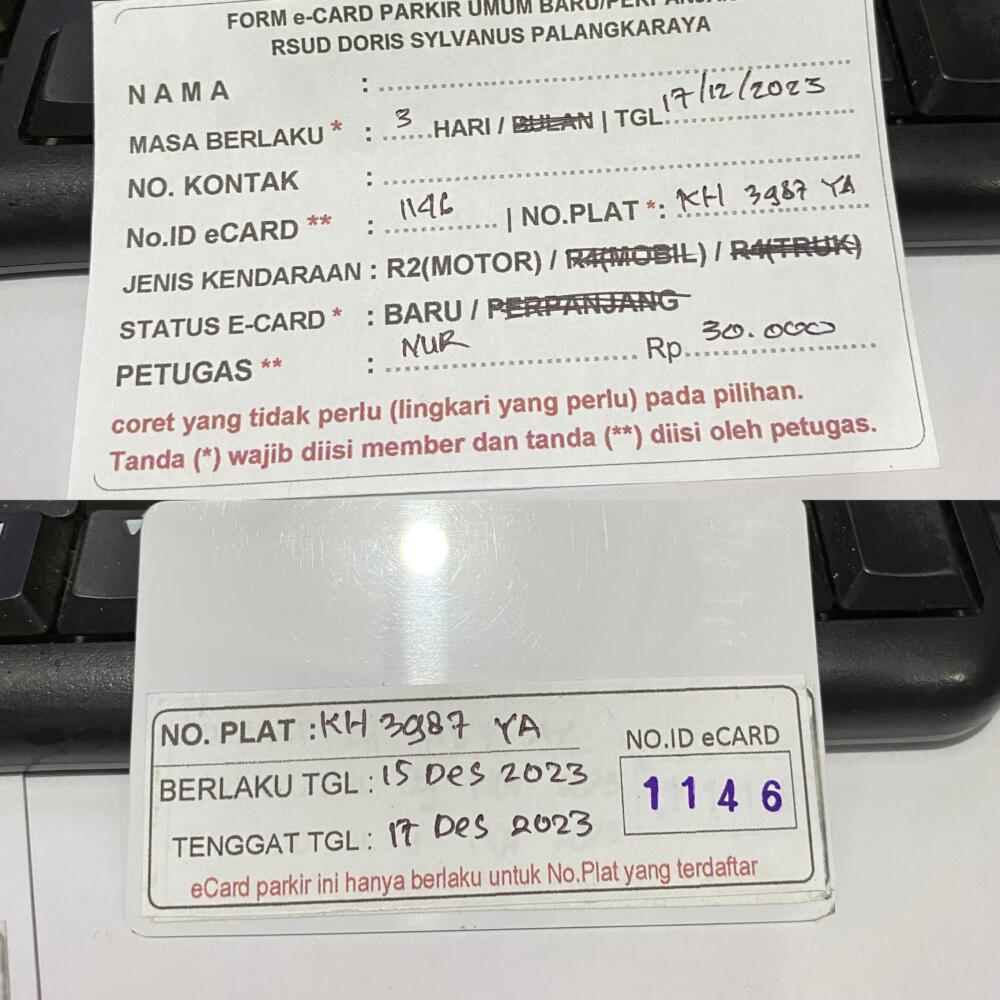 FORM e-CARD PARKIR UMUM BARU/PERPANJANG
RSUD DORIS SYLVANUS PALANGKARAYA
NAMA :
MASA BERLAKU * : 3 HARI / BULAN | TGL 17/12/2023
NO. KONTAK :
No.ID eCARD ** : 1146 | NO.PLAT *: KH 3987 YA
JENIS KENDARAAN : R2(MOTOR) / R4(MOBIL) / R4(TRUK)
STATUS E-CARD * : BARU / PERPANJANG
PETUGAS ** : NUR Rp. 30.000
coret yang tidak perlu (lingkari yang perlu) pada pilihan.
Tanda (*) wajib diisi member dan tanda (**) diisi oleh petugas.
NO. PLAT : KH 3987 YA
BERLAKU TGL : 15 Des 2023
TENGGAT TGL : 17 Des 2023
NO.ID eCARD
1146
eCard parkir ini hanya berlaku untuk No.Plat yang terdaftar